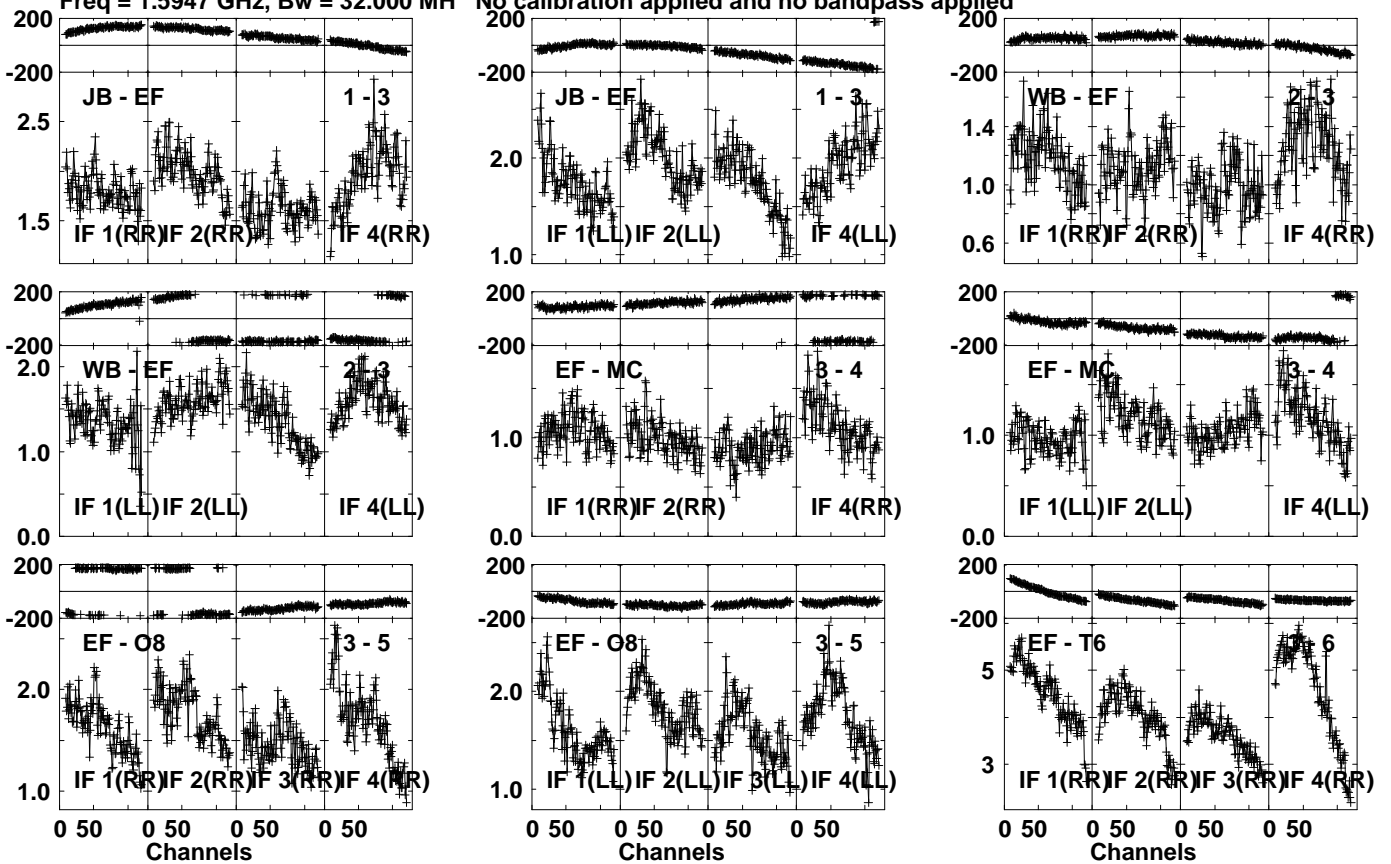 Freq = 1.5947 GHz, Bw = 32.000 MH No calibration applied and no bandpass applied
200
-200
JB - EF 1 - 3
2.5
1.5
IF 1(RR) IF 2(RR) IF 4(RR)
200
-200
JB - EF 1 - 3
2.0
1.0
IF 1(LL) IF 2(LL) IF 4(LL)
200
-200
WB - EF 2 - 3
1.4
1.0
0.6
IF 1(RR) IF 2(RR) IF 4(RR)
200
-200
WB - EF 2 - 3
2.0
1.0
0.0
IF 1(LL) IF 2(LL) IF 4(LL)
200
-200
EF - MC 3 - 4
1.0
0.0
IF 1(RR) IF 2(RR) IF 4(RR)
200
-200
EF - MC 3 - 4
1.0
0.0
IF 1(LL) IF 2(LL) IF 4(LL)
200
-200
EF - O8 3 - 5
2.0
1.0
IF 1(RR) IF 2(RR) IF 3(RR) IF 4(RR)
0 50 0 50 0 50 0 50
Channels
200
-200
EF - O8 3 - 5
2.0
1.0
IF 1(LL) IF 2(LL) IF 3(LL) IF 4(LL)
0 50 0 50 0 50 0 50
Channels
200
-200
EF - T6 3 - 6
5
3
IF 1(RR) IF 2(RR) IF 3(RR) IF 4(RR)
0 50 0 50 0 50 0 50
Channels